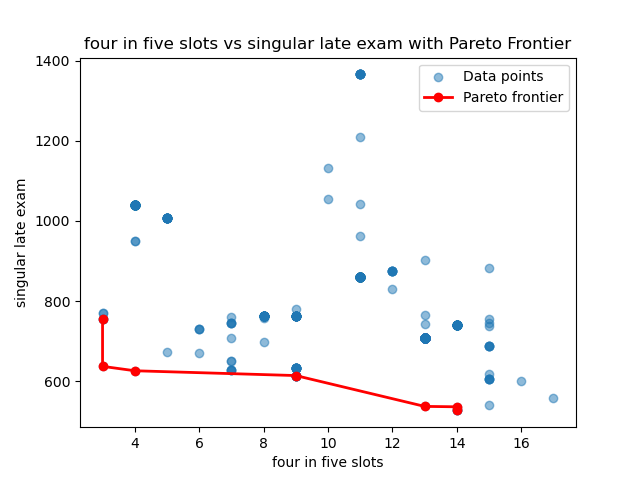 four in five slots vs singular late exam with Pareto Frontier
Data points
Pareto frontier
1400
1200
1000
800
600
singular late exam
4 6 8 10 12 14 16
four in five slots